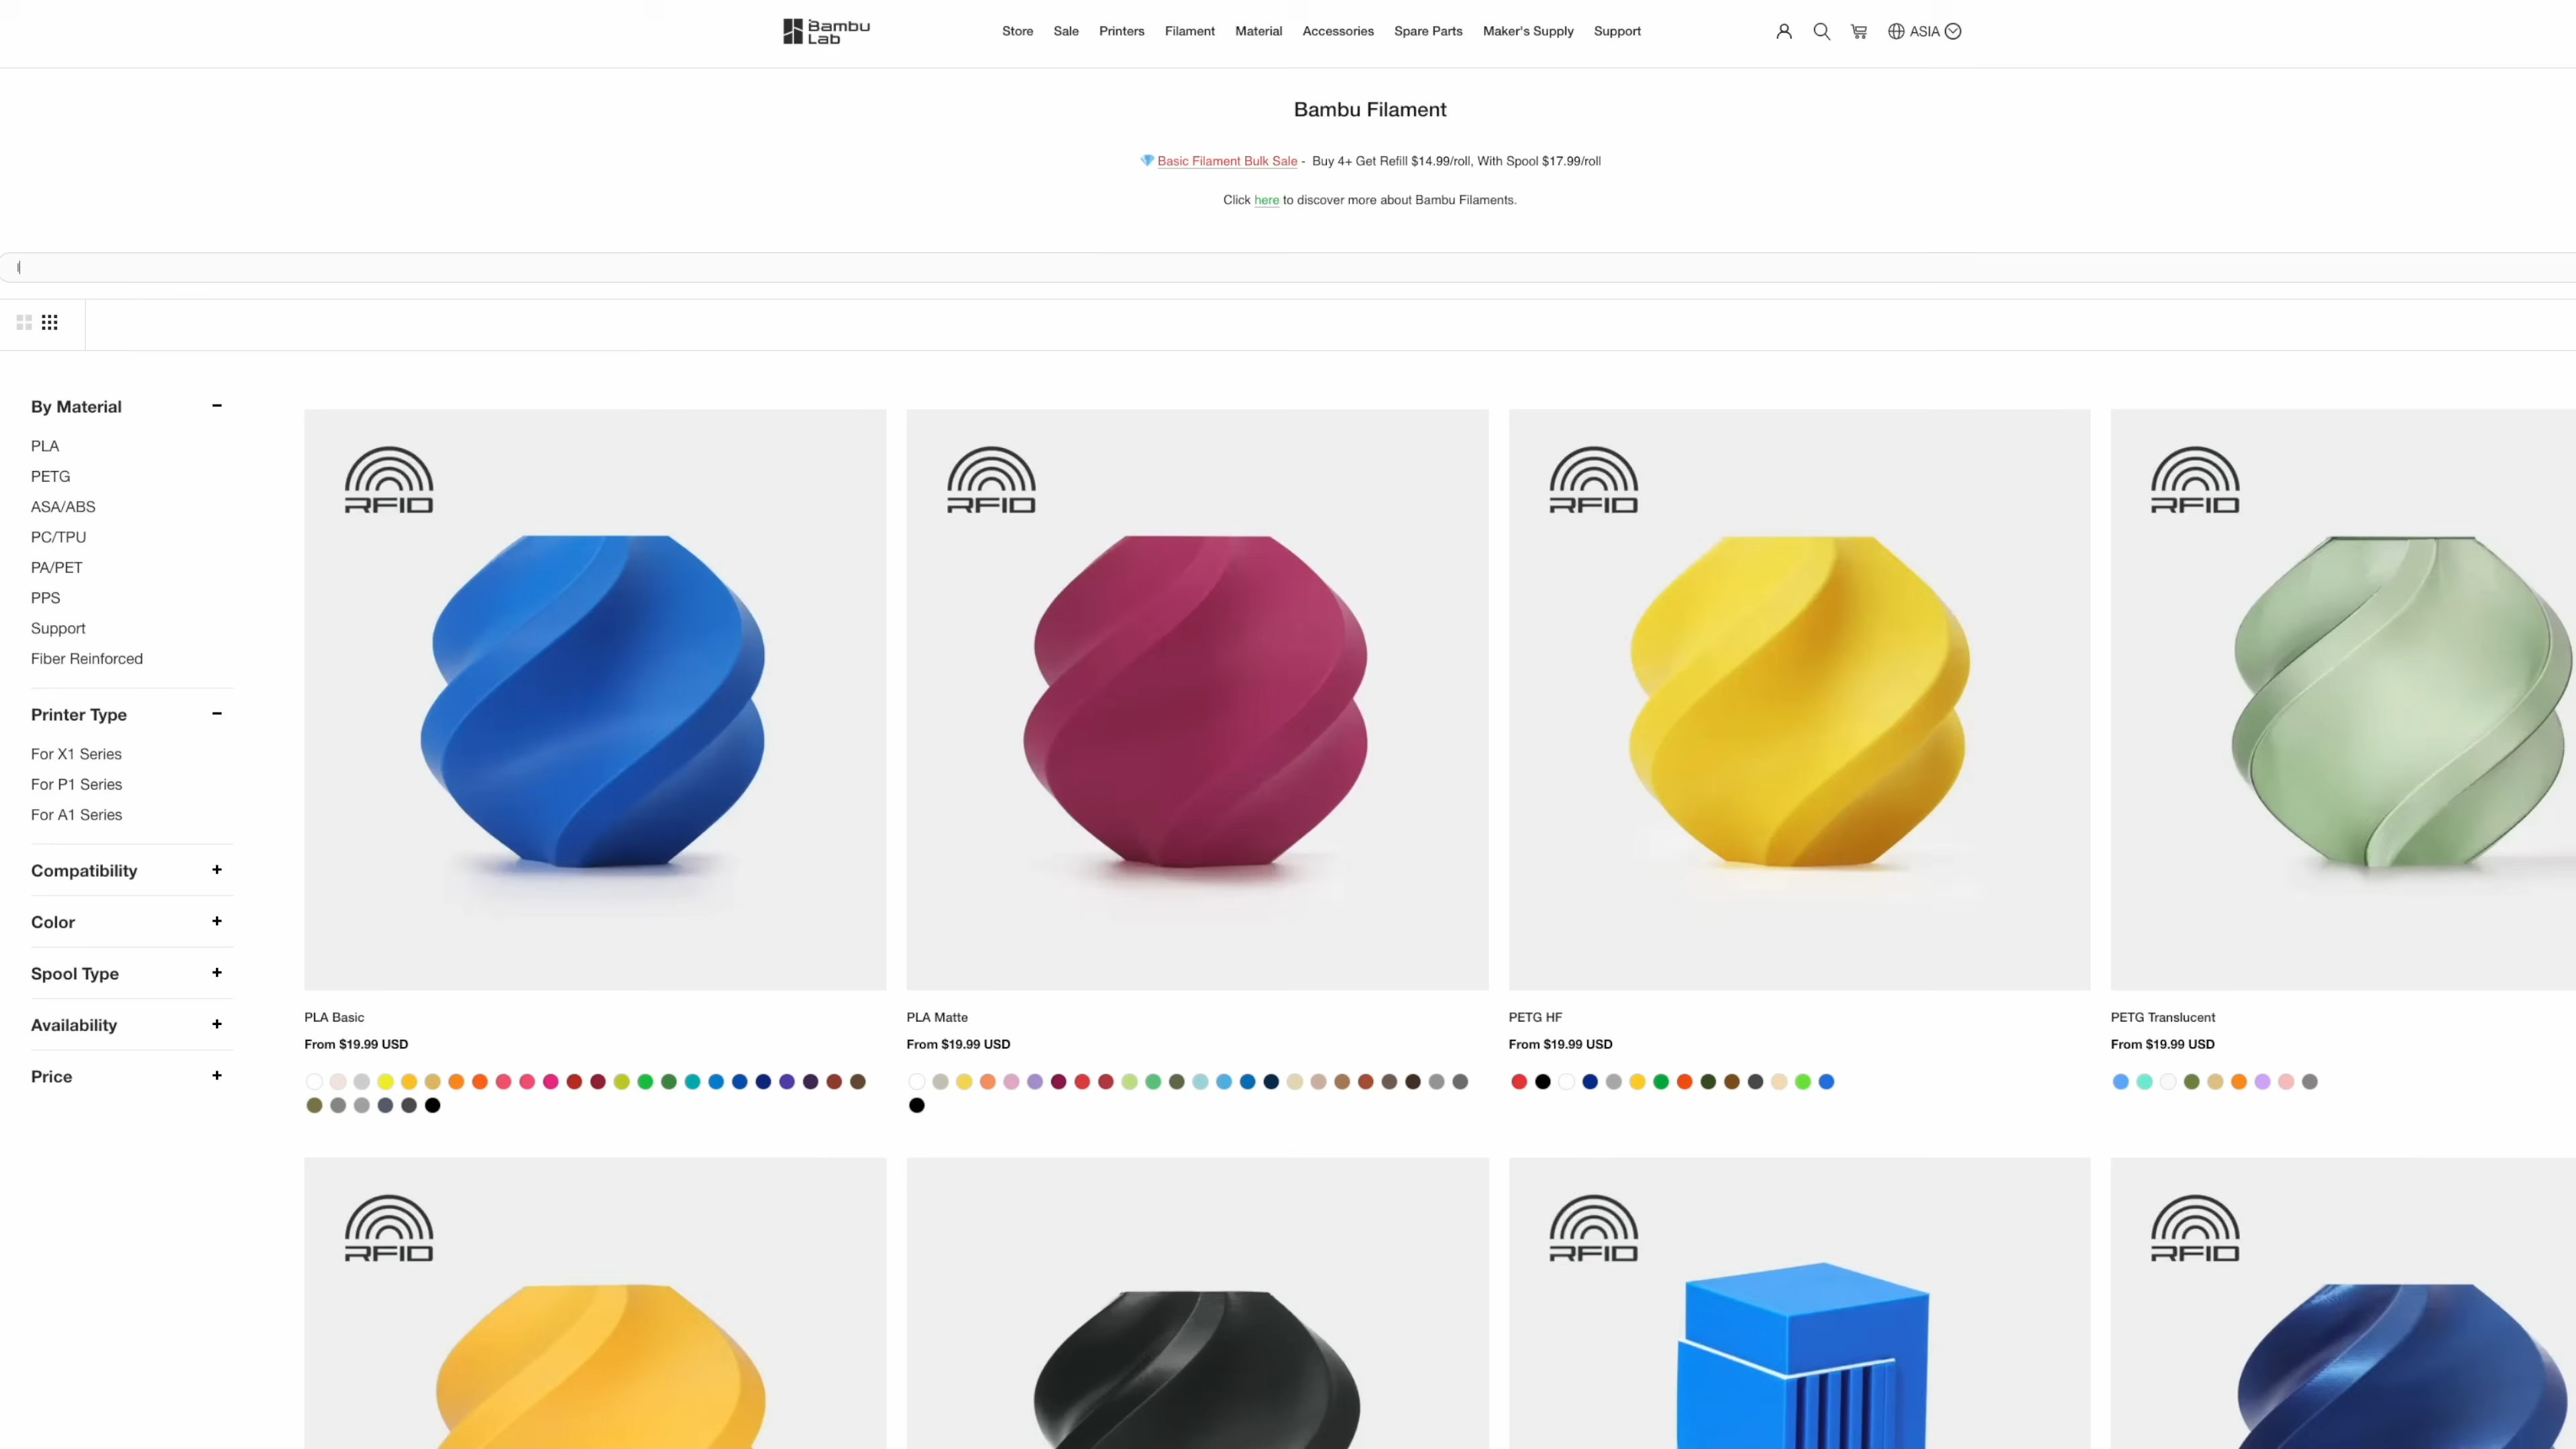 Bambu Lab
Store Sale Printers Filament Material Accessories Spare Parts Maker's Supply Support
ASIA
Bambu Filament
Basic Filament Bulk Sale - Buy 4+ Get Refill $14.99/roll, With Spool $17.99/roll
Click here to discover more about Bambu Filaments.
By Material
PLA
PETG
ASA/ABS
PC/TPU
PA/PET
PPS
Support
Fiber Reinforced
Printer Type
For X1 Series
For P1 Series
For A1 Series
Compatibility
Color
Spool Type
Availability
Price
RFID
RFID
RFID
RFID
PLA Basic
From $19.99 USD
PLA Matte
From $19.99 USD
PETG HF
From $19.99 USD
PETG Translucent
From $19.99 USD
RFID
RFID
RFID